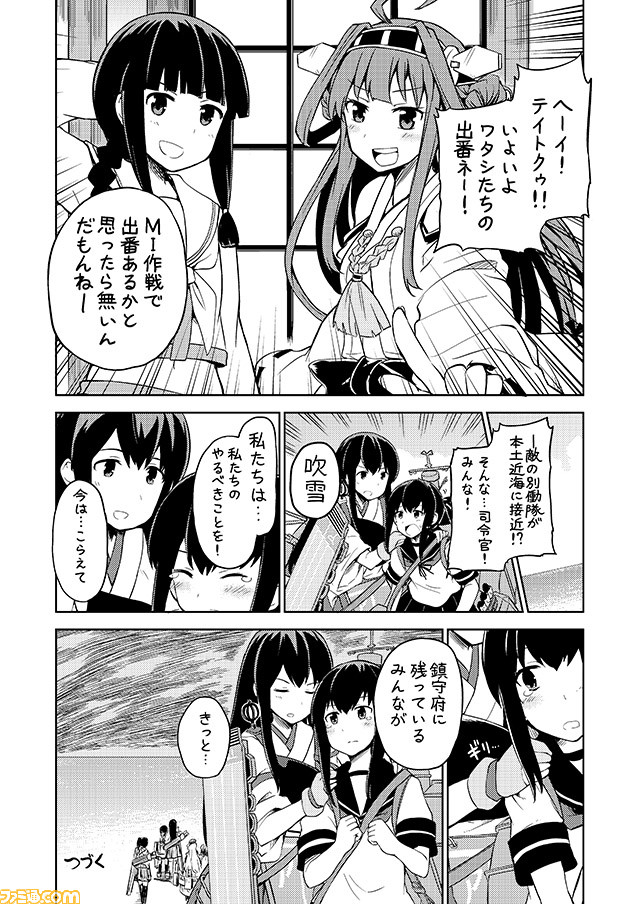 へーイ!
テイトクゥ!!
いよいよ
ワタシたちの
出番ネー!!
MI作戦で
出番あるかと
思ったら無いん
だもんねー
―敵の別働隊が
本土近海に接近!?
そんな…司令官!
みんな!
吹雪
私たちは…
私たちの
やるべきことを!
今は…こらえて
鎮守府に
残っている
みんなが
きっと…
つづく
ファミ通.com